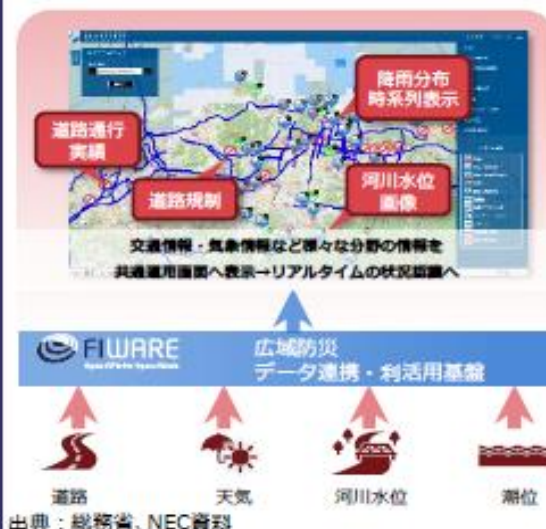 降雨分布
時系列表示
道路通行
実績
道路規制
河川水位
画像
交通情報・気象情報など様々な分野の情報を
共通運用画面へ表示→リアルタイムの状況認識へ
FIWARE
広域防災
データ連携・利活用基盤
道路
天気
河川水位
潮位
出典：総務省、NEC資料